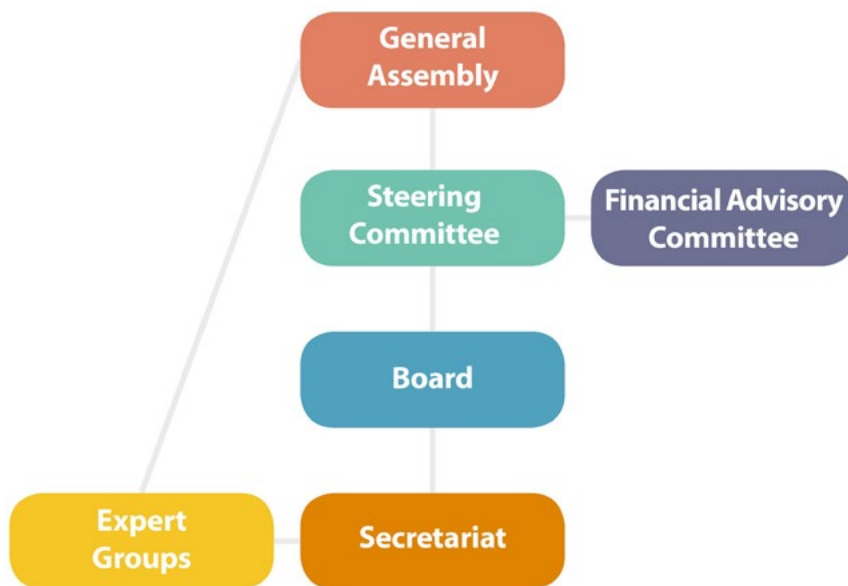 General
Assembly
Steering
Committee
Financial Advisory
Committee
Board
Expert
Groups
Secretariat